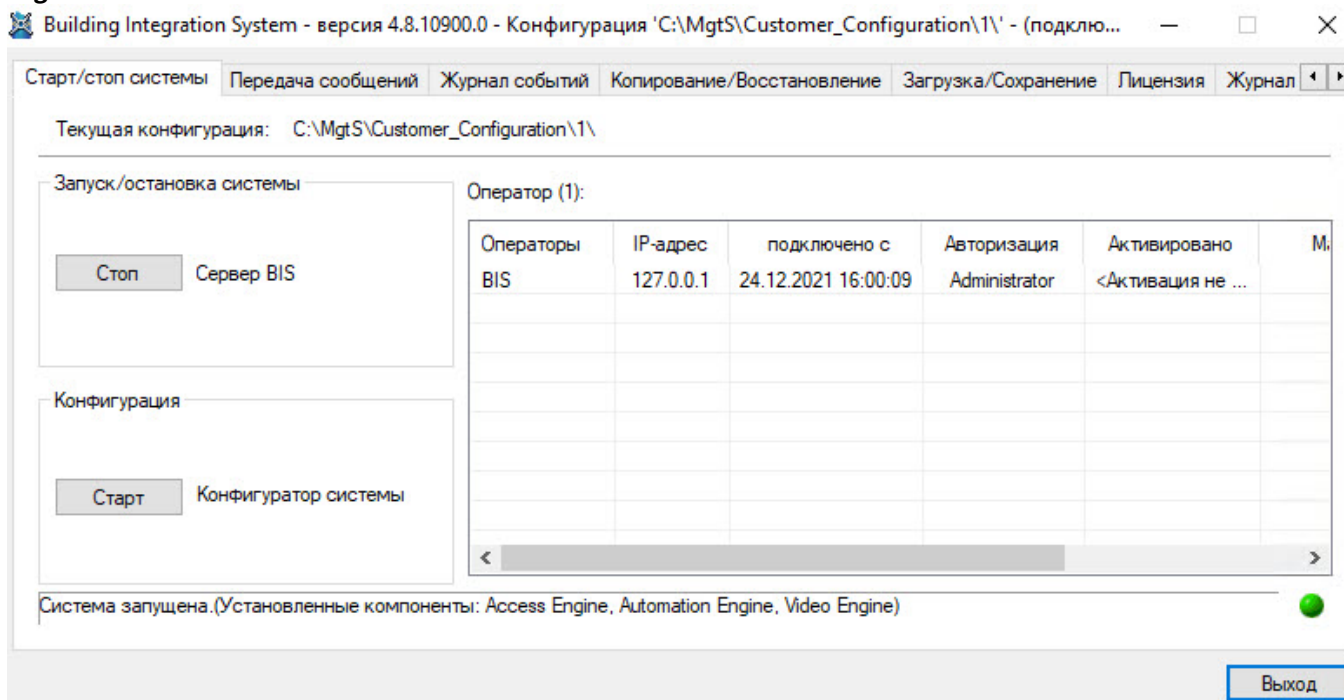 Building Integration System - версия 4.8.10900.0 - Конфигурация 'C:\MgtS\Customer_Configuration\1\' - (подклю...
Старт/стоп системы Передача сообщений Журнал событий Копирование/Восстановление Загрузка/Сохранение Лицензия Журнал
Текущая конфигурация: C:\MgtS\Customer_Configuration\1\
Запуск/остановка системы
Стоп Сервер BIS
Конфигурация
Старт Конфигуратор системы
Оператор (1):
Операторы IP-адрес подключено с Авторизация Активировано
BIS 127.0.0.1 24.12.2021 16:00:09 Administrator <Активация не ...
Система запущена.(Установленные компоненты: Access Engine, Automation Engine, Video Engine)
Выход